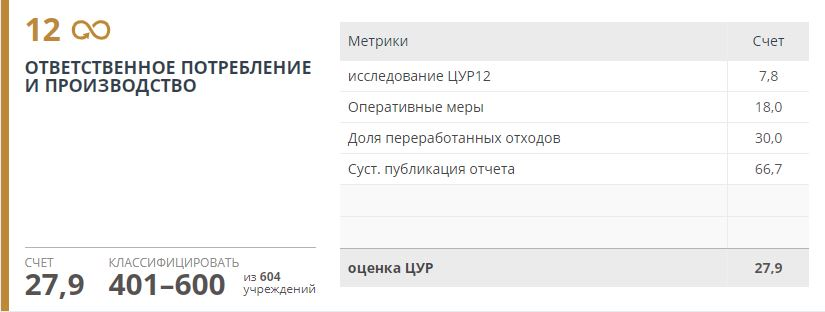 12
ОТВЕТСТВЕННОЕ ПОТРЕБЛЕНИЕ
И ПРОИЗВОДСТВО
СЧЕТ
27,9
КЛАССИФИЦИРОВАТЬ
401–600
из 604
учреждений
Метрики Счет
исследование ЦУР12 7,8
Оперативные меры 18,0
Доля переработанных отходов 30,0
Суст. публикация отчета 66,7
оценка ЦУР 27,9